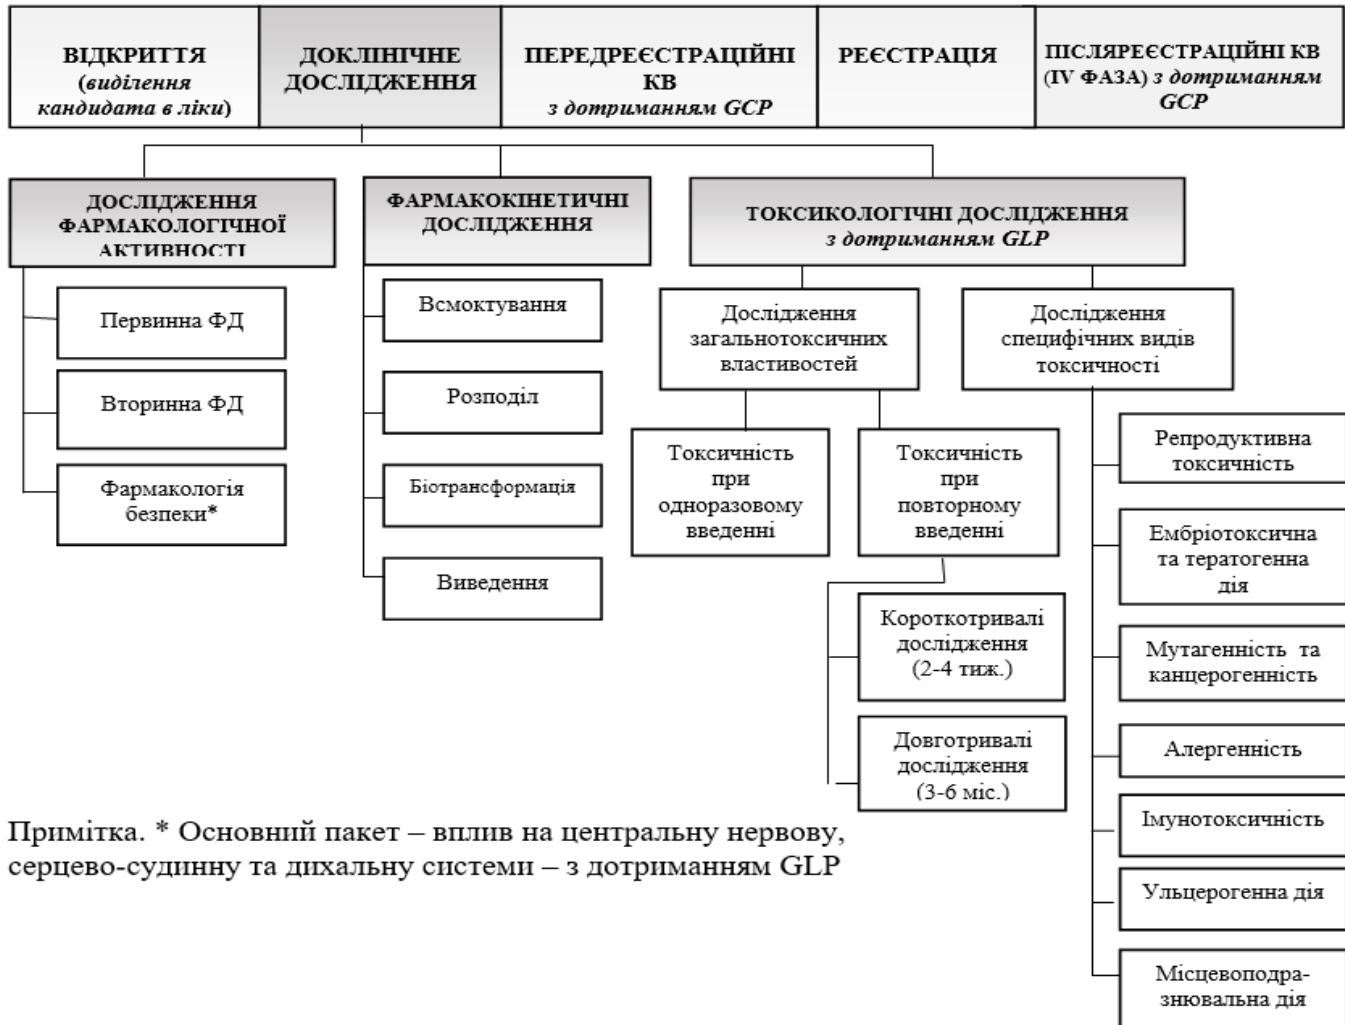 ВІДКРИТТЯ
(виділення
кандидата в ліки)
ДОКЛІНІЧНЕ
ДОСЛІДЖЕННЯ
ПЕРЕДРЕЄСТРАЦІЙНІ
КВ
з дотриманням GCP
РЕЄСТРАЦІЯ
ПІСЛЯРЕЄСТРАЦІЙНІ КВ
(IV ФАЗА) з дотриманням
GCP
ДОСЛІДЖЕННЯ
ФАРМАКОЛОГІЧНОЇ
АКТИВНОСТІ
Первинна ФД
Вторинна ФД
Фармакологія
безпеки*
ФАРМАКОКІНЕТИЧНІ
ДОСЛІДЖЕННЯ
Всмоктування
Розподіл
Біотрансформація
Виведення
ТОКСИКОЛОГІЧНІ ДОСЛІДЖЕННЯ
з дотриманням GLP
Дослідження
загальнотоксичних
властивостей
Токсичність
при
одноразовому
введенні
Токсичність
при
повторному
введенні
Короткотривалі
дослідження
(2-4 тиж.)
Довготривалі
дослідження
(3-6 міс.)
Дослідження
специфічних видів
токсичності
Репродуктивна
токсичність
Ембріотоксична
та тератогенна
дія
Мутагенність та
канцерогенність
Алергенність
Імунотоксичність
Ульцерогенна дія
Місцевоподра-
знювальна дія
Примітка. * Основний пакет – вплив на центральну нервову,
серцево-судинну та дихальну системи – з дотриманням GLP